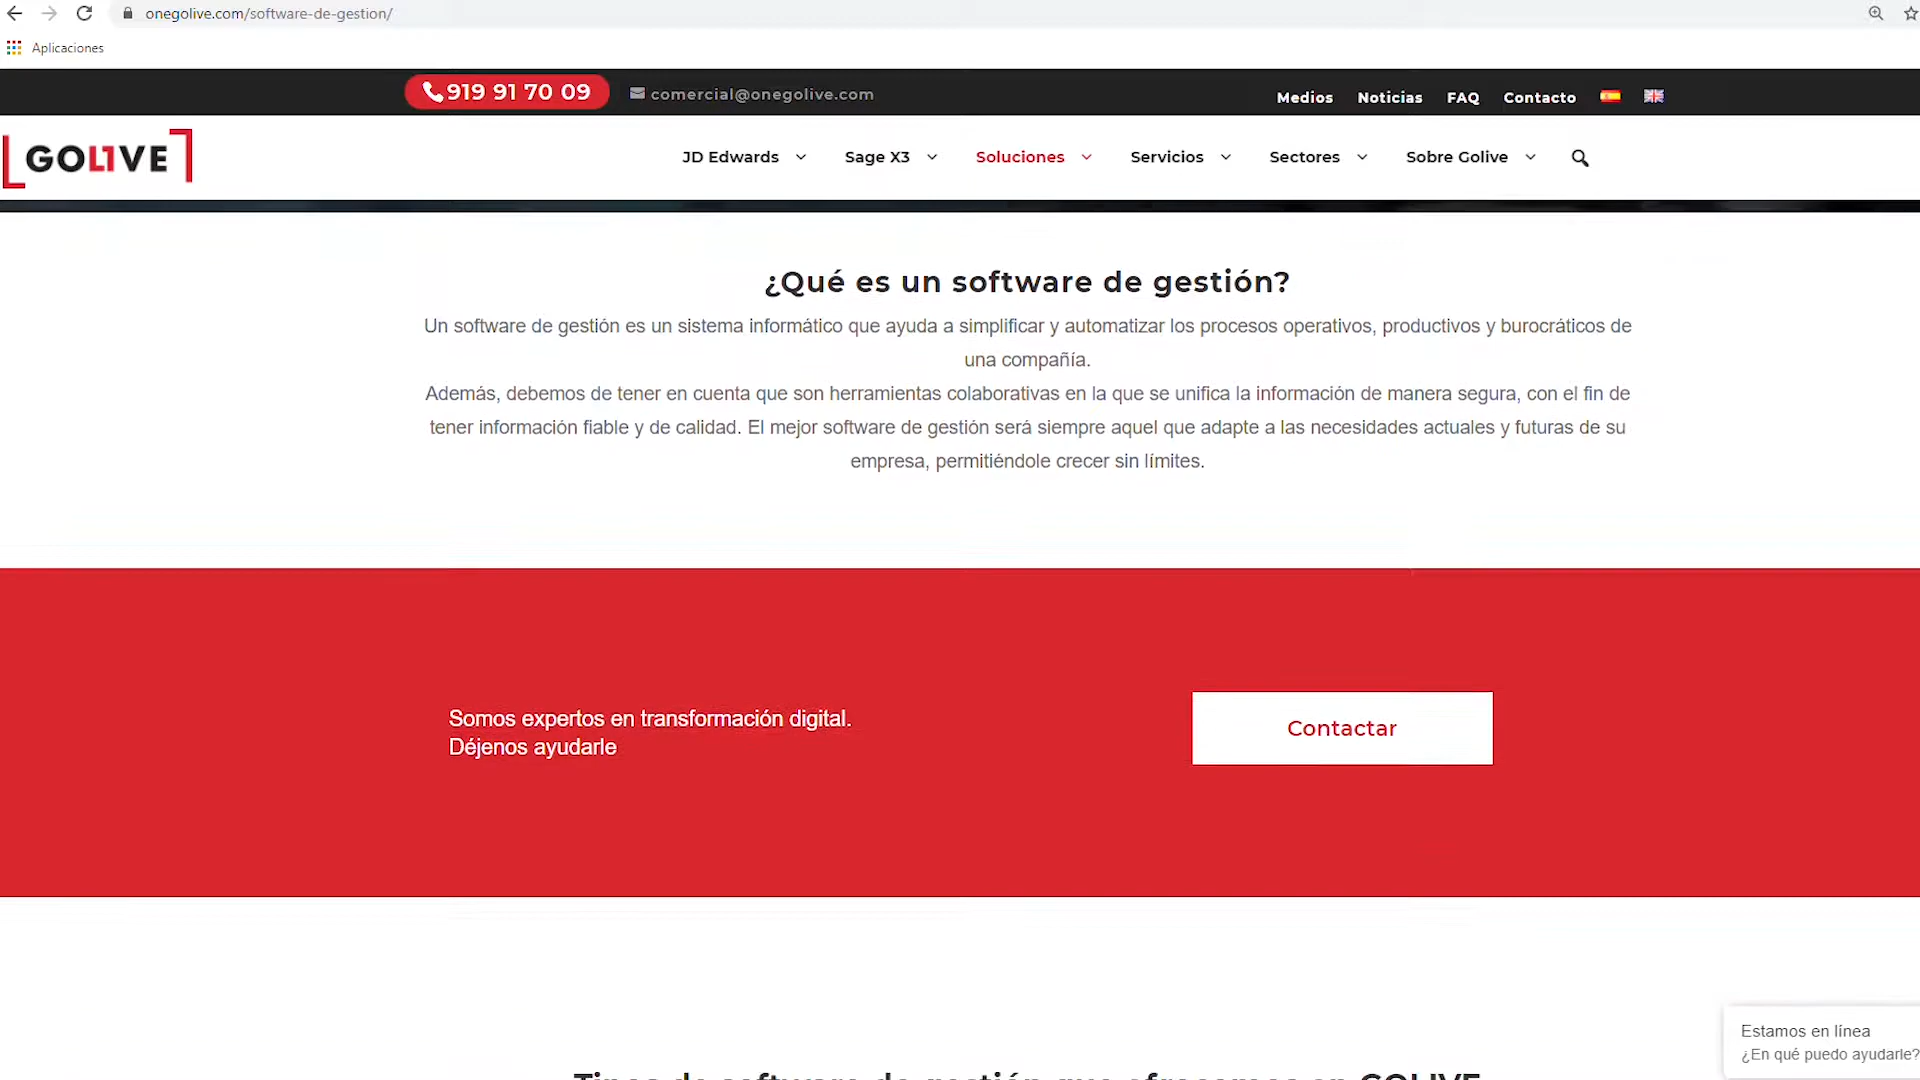 onegolive.com/software-de-gestion/
Aplicaciones
919 91 70 09
comercial@onegolive.com
Medios
Noticias
FAQ
Contacto
GOL1VE
JD Edwards
Sage X3
Soluciones
Servicios
Sectores
Sobre Golive
¿Qué es un software de gestión?
Un software de gestión es un sistema informático que ayuda a simplificar y automatizar los procesos operativos, productivos y burocráticos de
una compañía.
Además, debemos de tener en cuenta que son herramientas colaborativas en la que se unifica la información de manera segura, con el fin de
tener información fiable y de calidad. El mejor software de gestión será siempre aquel que adapte a las necesidades actuales y futuras de su
empresa, permitiéndole crecer sin límites.
Somos expertos en transformación digital.
Déjenos ayudarle
Contactar
Estamos en línea
¿En qué puedo ayudarle?
Tipos de software de gestión que ofrecemos en GOLIVE